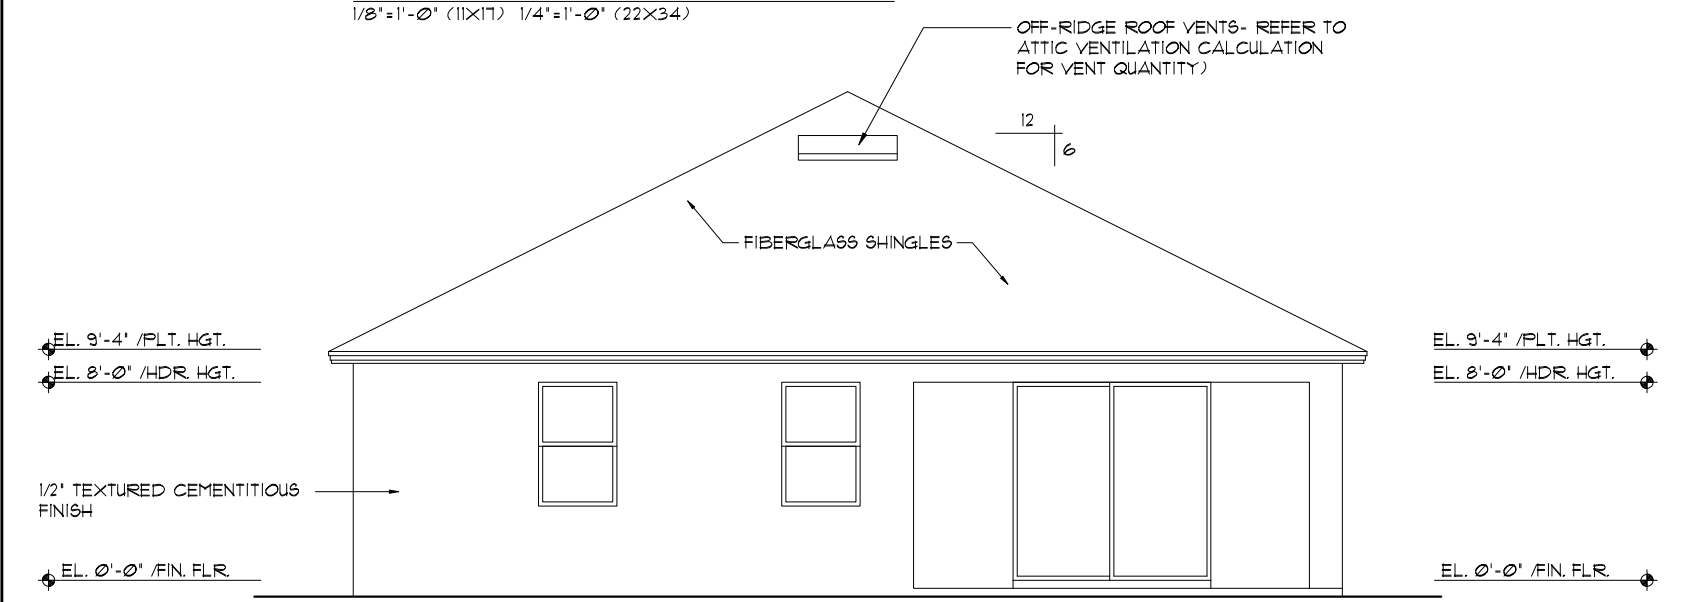 1/8"=1'-0" (11X17) 1/4"=1'-0" (22X34)
OFF-RIDGE ROOF VENTS- REFER TO
ATTIC VENTILATION CALCULATION
FOR VENT QUANTITY)
12
6
FIBERGLASS SHINGLES
EL. 9'-4" /PLT. HGT.
EL. 9'-4" /PLT. HGT.
EL. 8'-0" /HDR. HGT.
EL. 8'-0" /HDR. HGT.
1/2" TEXTURED CEMENTITIOUS
FINISH
EL. 0'-0" /FIN. FLR.
EL. 0'-0" /FIN. FLR.